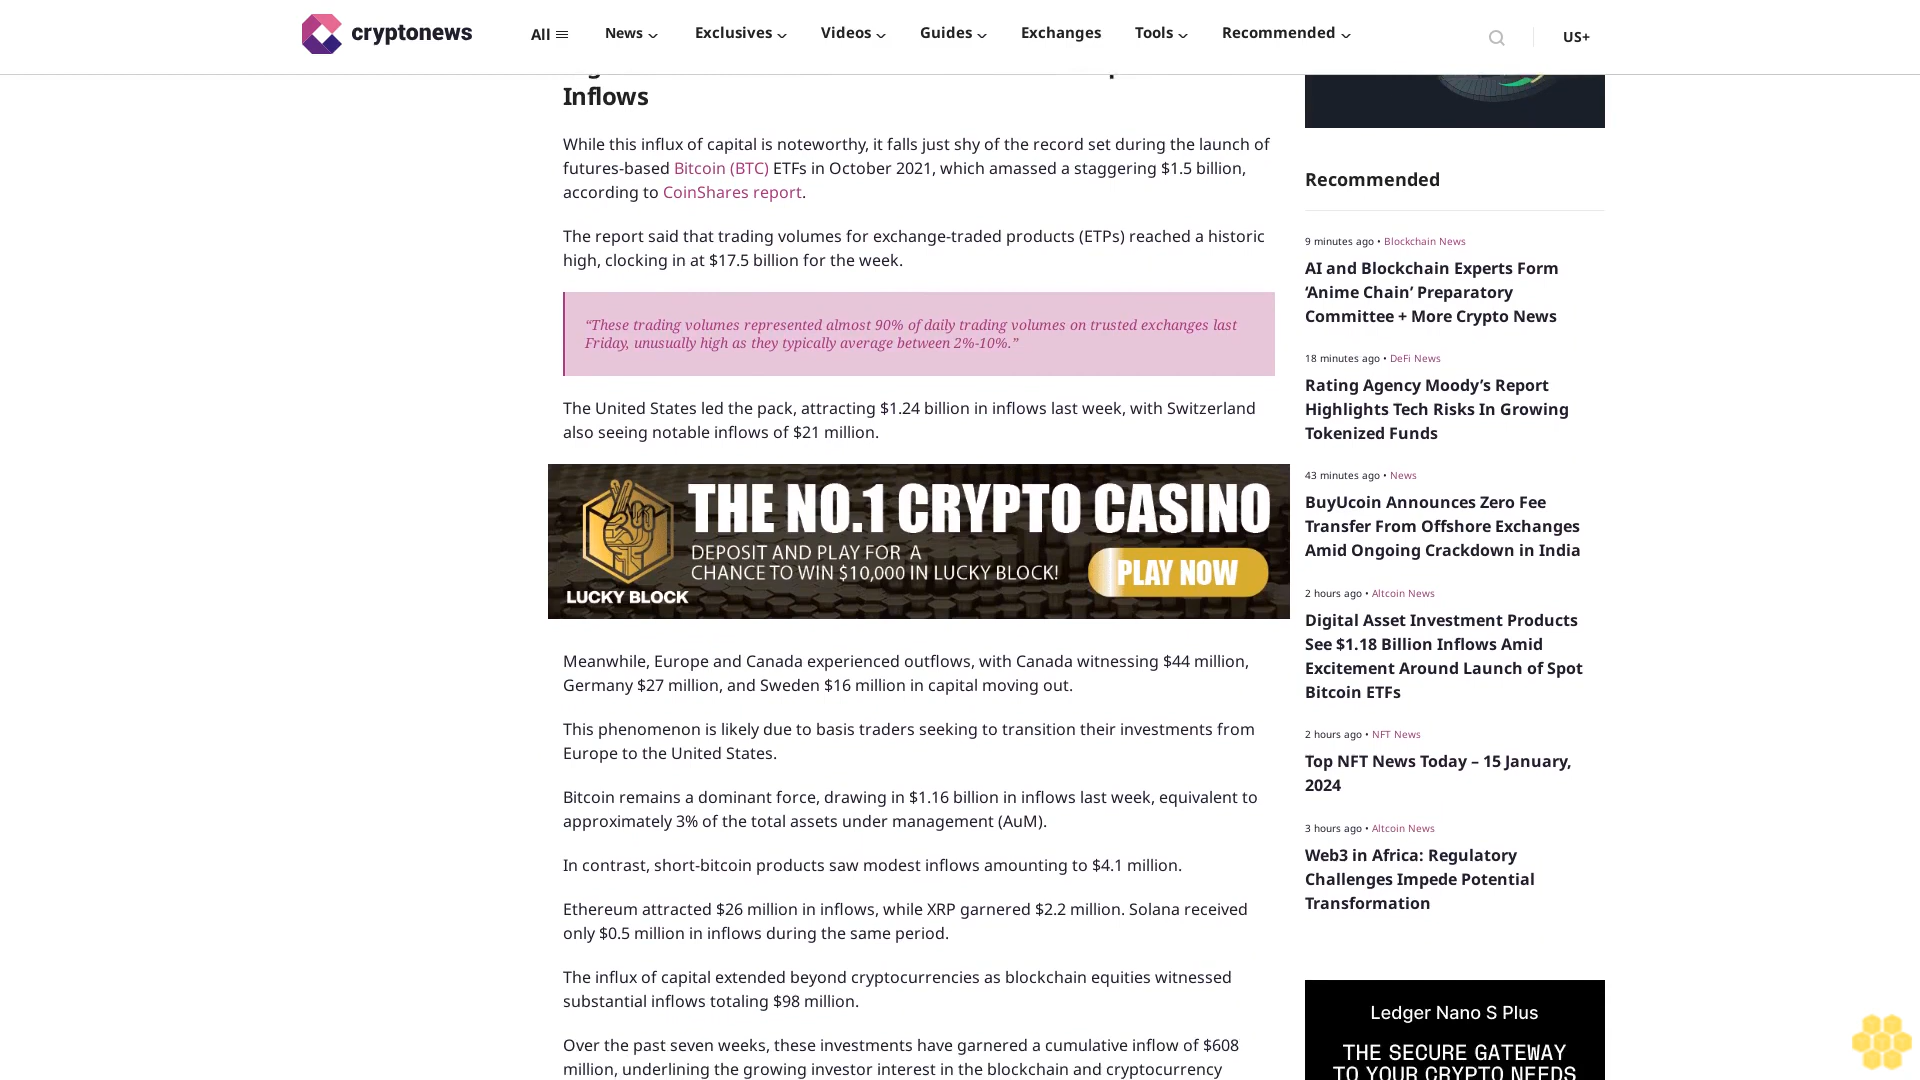 cryptonews
All
News
Exclusives
Videos
Guides
Exchanges
Tools
Recommended
US+
Inflows
While this influx of capital is noteworthy, it falls just shy of the record set during the launch of
futures-based Bitcoin (BTC) ETFs in October 2021, which amassed a staggering $1.5 billion,
according to CoinShares report.
The report said that trading volumes for exchange-traded products (ETPs) reached a historic
high, clocking in at $17.5 billion for the week.
“These trading volumes represented almost 90% of daily trading volumes on trusted exchanges last
Friday, unusually high as they typically average between 2%-10%.”
The United States led the pack, attracting $1.24 billion in inflows last week, with Switzerland
also seeing notable inflows of $21 million.
THE NO.1 CRYPTO CASINO
DEPOSIT AND PLAY FOR A
CHANCE TO WIN $10,000 IN LUCKY BLOCK!
PLAY NOW
LUCKY BLOCK
Meanwhile, Europe and Canada experienced outflows, with Canada witnessing $44 million,
Germany $27 million, and Sweden $16 million in capital moving out.
This phenomenon is likely due to basis traders seeking to transition their investments from
Europe to the United States.
Bitcoin remains a dominant force, drawing in $1.16 billion in inflows last week, equivalent to
approximately 3% of the total assets under management (AuM).
In contrast, short-bitcoin products saw modest inflows amounting to $4.1 million.
Ethereum attracted $26 million in inflows, while XRP garnered $2.2 million. Solana received
only $0.5 million in inflows during the same period.
The influx of capital extended beyond cryptocurrencies as blockchain equities witnessed
substantial inflows totaling $98 million.
Over the past seven weeks, these investments have garnered a cumulative inflow of $608
million, underlining the growing investor interest in the blockchain and cryptocurrency
Recommended
9 minutes ago • Blockchain News
AI and Blockchain Experts Form
‘Anime Chain’ Preparatory
Committee + More Crypto News
18 minutes ago • DeFi News
Rating Agency Moody’s Report
Highlights Tech Risks In Growing
Tokenized Funds
43 minutes ago • News
BuyUcoin Announces Zero Fee
Transfer From Offshore Exchanges
Amid Ongoing Crackdown in India
2 hours ago • Altcoin News
Digital Asset Investment Products
See $1.18 Billion Inflows Amid
Excitement Around Launch of Spot
Bitcoin ETFs
2 hours ago • NFT News
Top NFT News Today – 15 January,
2024
3 hours ago • Altcoin News
Web3 in Africa: Regulatory
Challenges Impede Potential
Transformation
Ledger Nano S Plus
THE SECURE GATEWAY
TO YOUR CRYPTO NEEDS